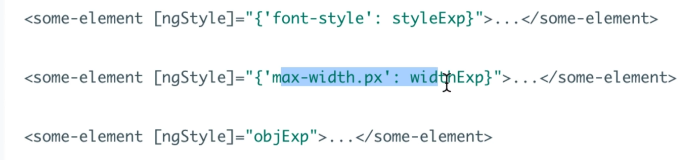 <some-element [ngStyle]="{'font-style': styleExp}">...</some-element>
<some-element [ngStyle]="{'max-width.px': widthExp}">...</some-element>
<some-element [ngStyle]="objExp">...</some-element>